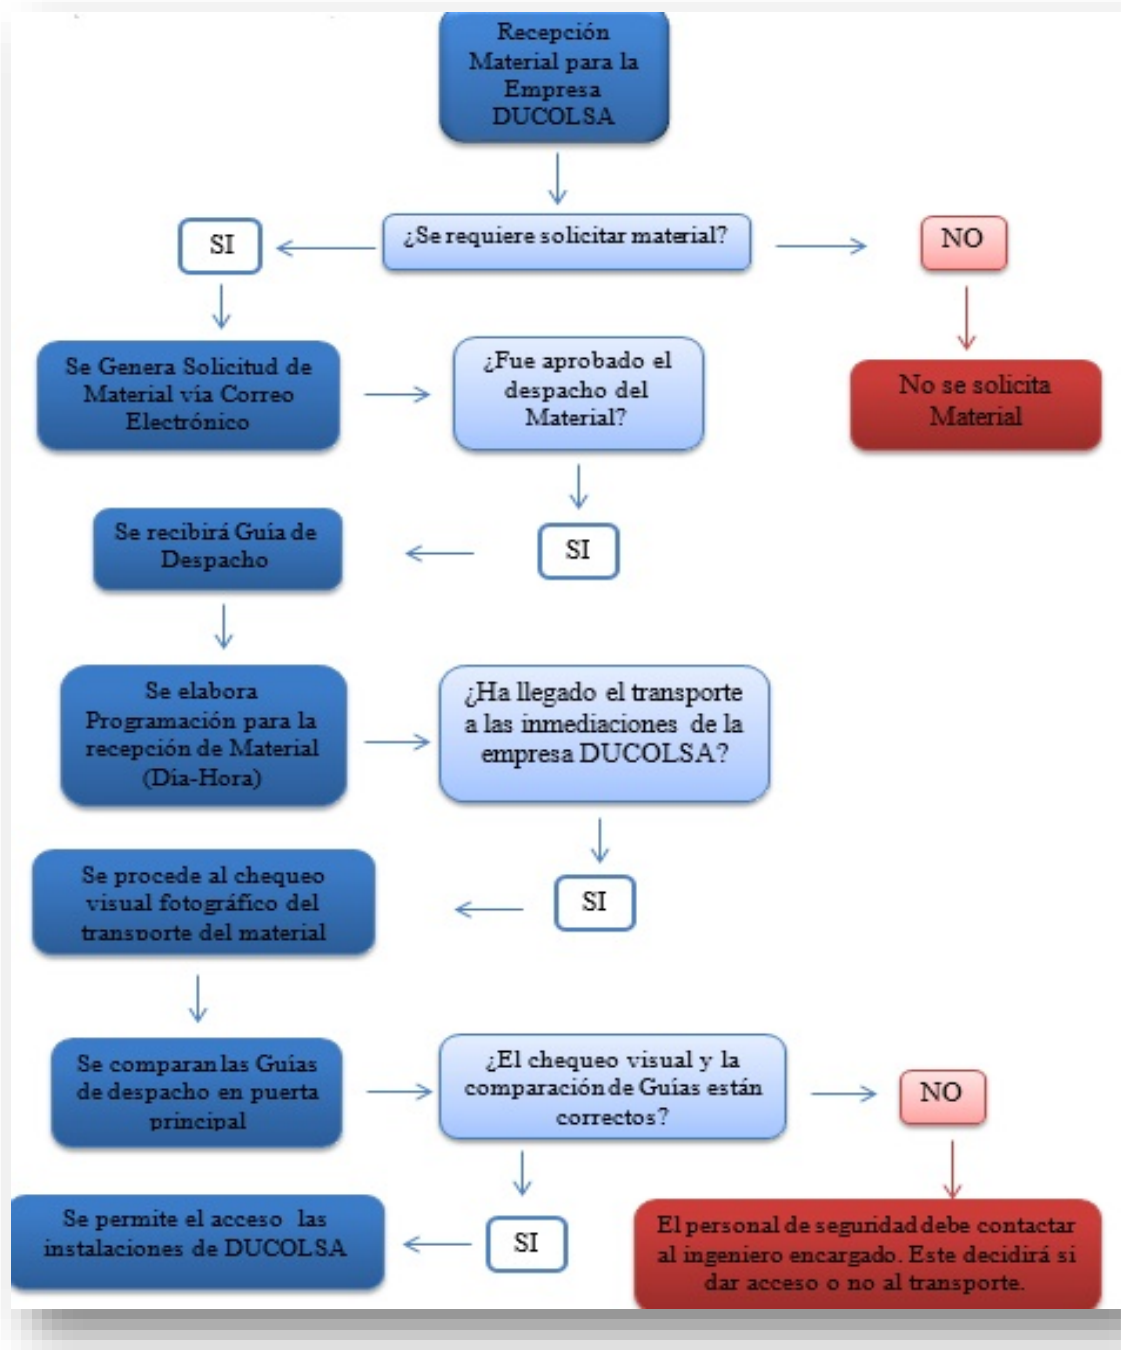 Recepción
Material para la
Empresa
DUCOLSA
SI
¿Se requiere solicitar material?
NO
Se Genera Solicitud de
Material vía Correo
Electrónico
¿Fue aprobado el
despacho del
Material?
No se solicita
Material
Se recibirá Guía de
Despacho
SI
Se elabora
Programación para la
recepción de Material
(Día-Hora)
¿Ha llegado el transporte
a las inmediaciones de la
empresa DUCOLSA?
Se procede al chequeo
visual fotográfico del
transporte del material
SI
Se comparan las Guías
de despacho en puerta
principal
¿El chequeo visual y la
comparación de Guías están
correctos?
NO
Se permite el acceso las
instalaciones de DUCOLSA
SI
El personal de seguridad debe contactar
al ingeniero encargado. Este decidirá si
dar acceso o no al transporte.